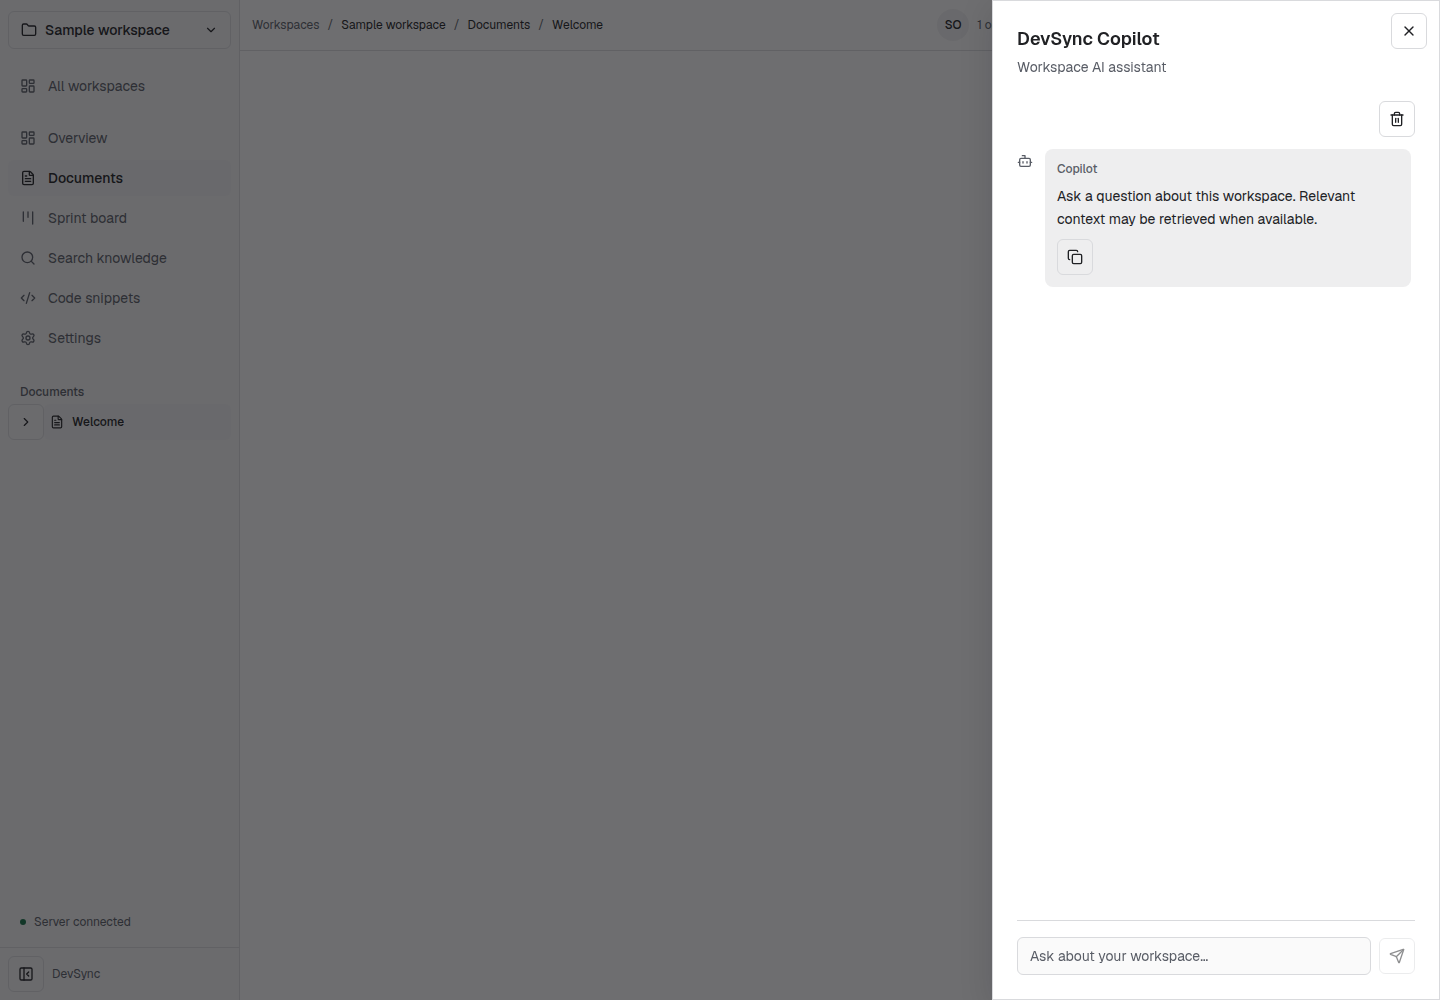 Sample workspace
All workspaces
Overview
Documents
Sprint board
Search knowledge
Code snippets
Settings
Documents
Welcome
Server connected
DevSync
Workspaces / Sample workspace / Documents / Welcome
SO 1 o
DevSync Copilot
Workspace AI assistant
Copilot
Ask a question about this workspace. Relevant
context may be retrieved when available.
Ask about your workspace…